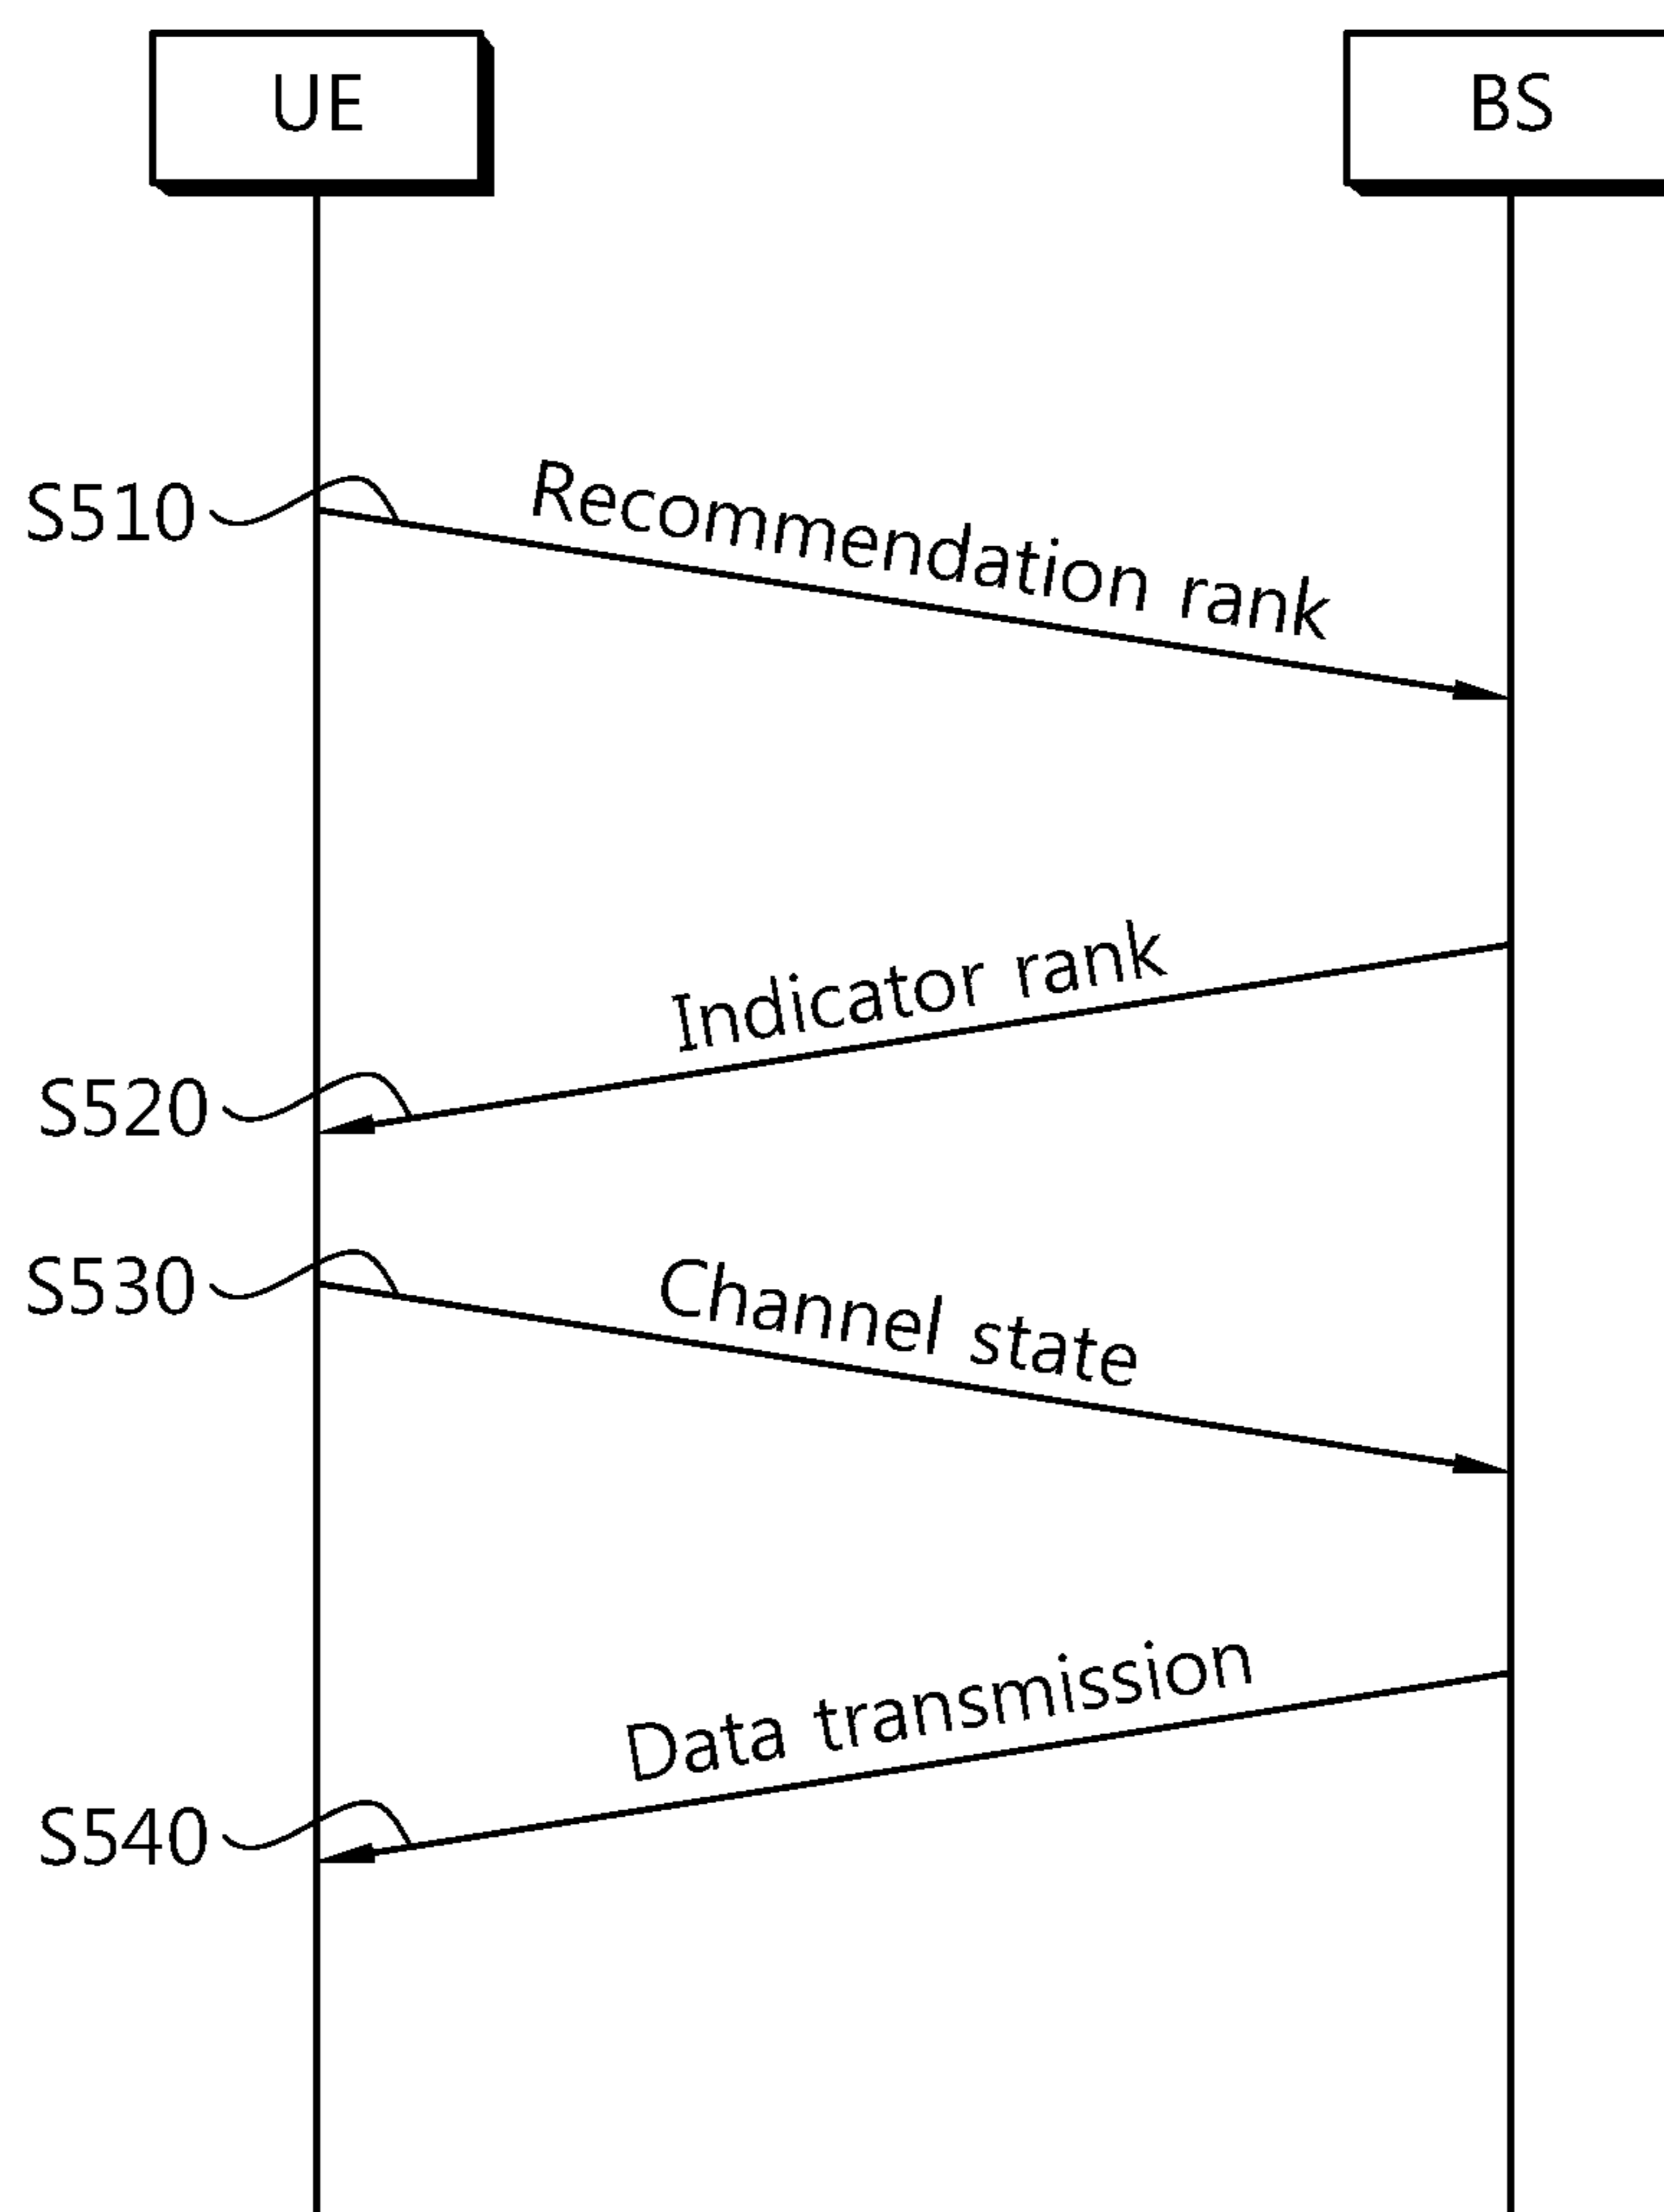 UE
BS
S510
Recommendation rank
Indicator rank
S520
S530
Channel state
Data transmission
S540